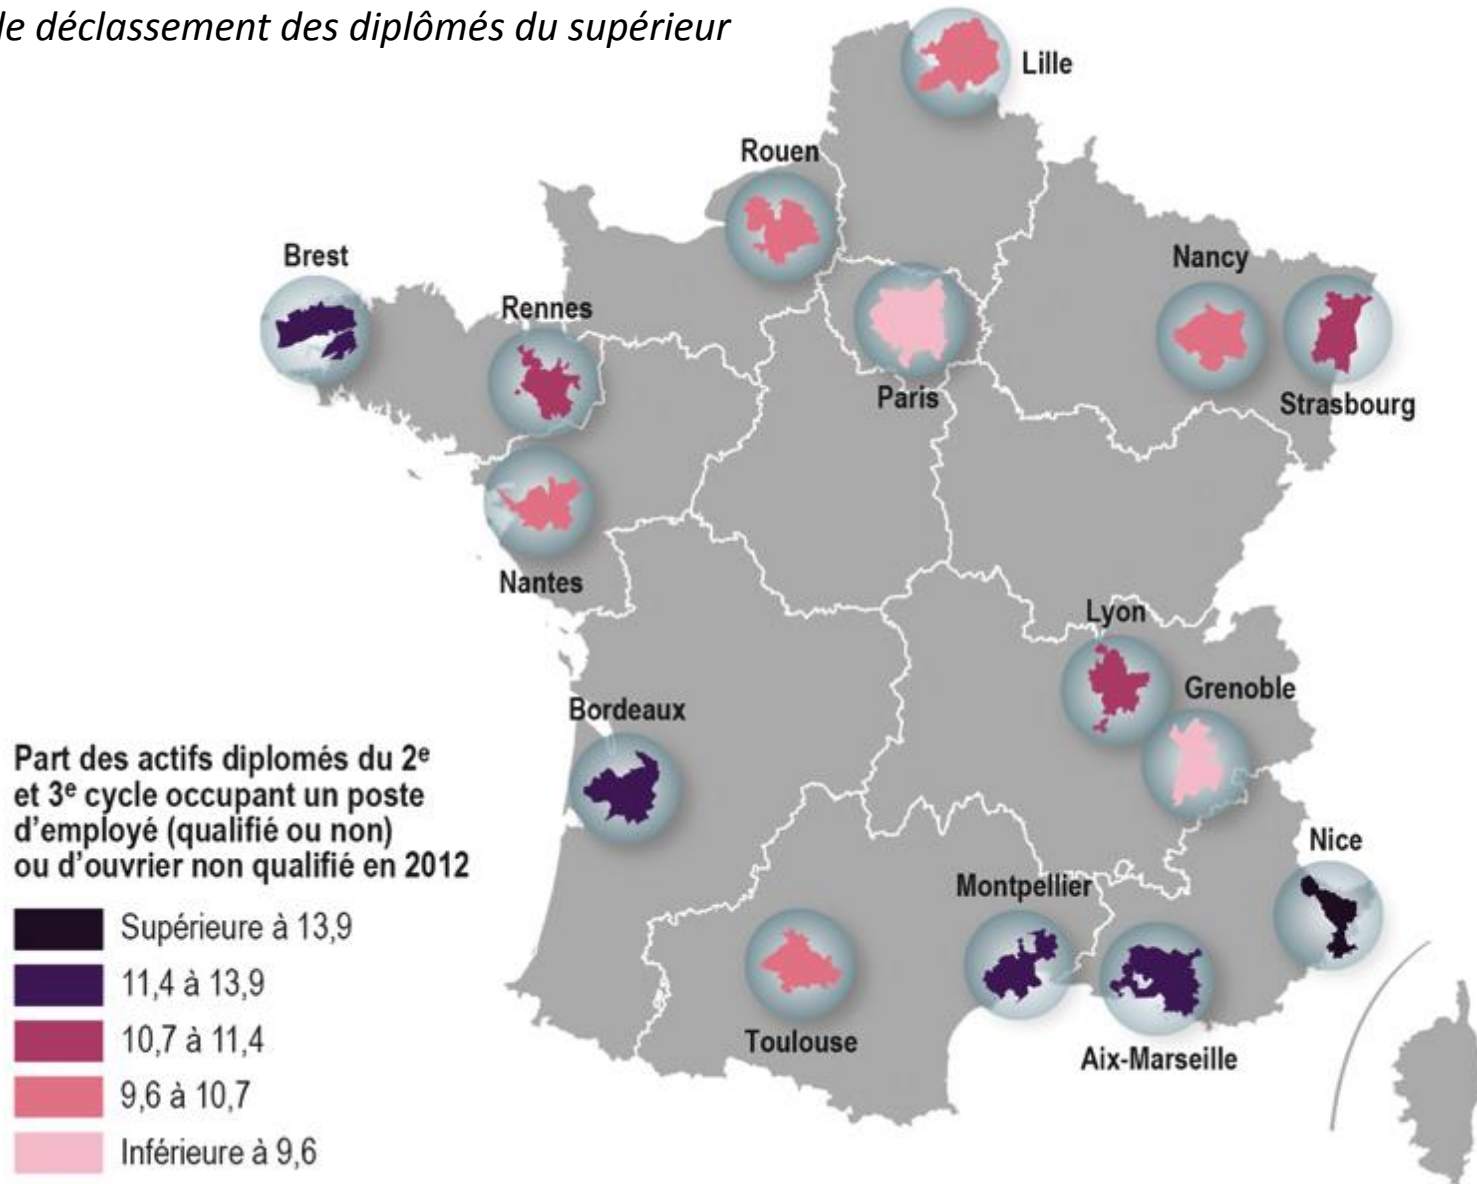 le déclassement des diplômés du supérieur
Lille
Rouen
Brest
Nancy
Rennes
Paris
Strasbourg
Nantes
Lyon
Grenoble
Bordeaux
Nice
Montpellier
Toulouse
Aix-Marseille
Part des actifs diplomés du 2e
et 3e cycle occupant un poste
d’employé (qualifié ou non)
ou d’ouvrier non qualifié en 2012
Supérieure à 13,9
11,4 à 13,9
10,7 à 11,4
9,6 à 10,7
Inférieure à 9,6